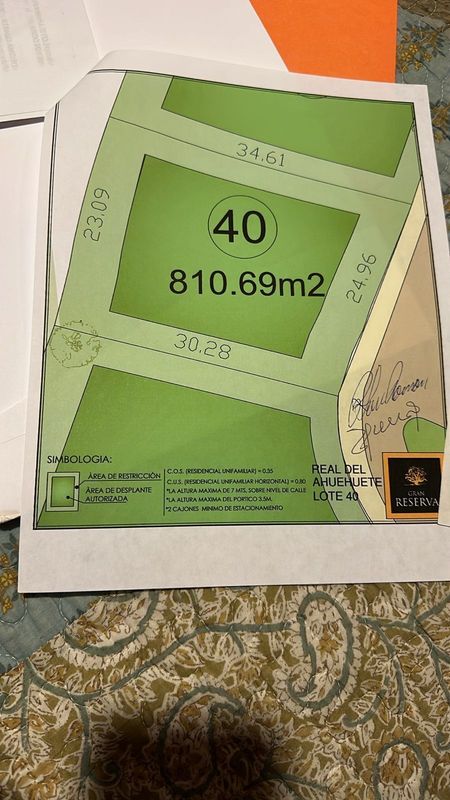 34.61
23.09
40
810.69m2
24.96
30.28
SIMBOLOGIA:
ÁREA DE RESTRICCIÓN
ÁREA DE DESPLANTE
AUTORIZADA
C.O.S. (RESIDENCIAL UNIFAMILIAR) = 0.55
C.U.S. (RESIDENCIAL UNIFAMILIAR HORIZONTAL) = 0.80
*LA ALTURA MAXIMA DE 7 MTS. SOBRE NIVEL DE CALLE
*LA ALTURA MAXIMA DEL PORTICO 3.5M.
*2 CAJONES MINIMO DE ESTACIONAMIENTO
REAL DEL
AHUEHUETE
LOTE 40
GRAN
RESERVA